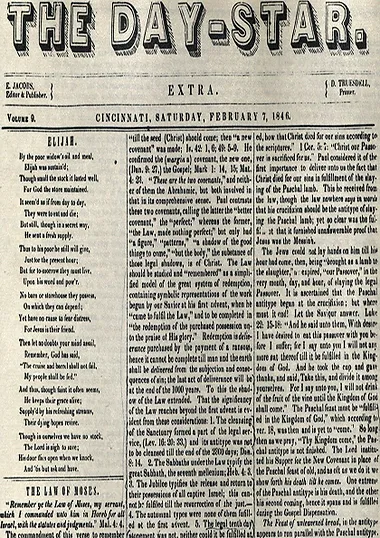 THE DAY-STAR.
E. JACOBS,
Editor & Publisher.
EXTRA.
D. TRUESDELL,
Printer.
VOLUME 9.
CINCINNATI, SATURDAY, FEBRUARY 7, 1846.
ELIJAH.
By the poor widow's oil and meal,
Elijah was sustain'd;
Though small the stock it lasted well,
For God the store maintained.
It seem'd as if from day to day,
They were to eat and die;
But still, though in a secret way,
He sent a fresh supply.
Thus to his poor he still will give,
Just for the present hour;
But for to-morrow they must live,
Upon his word and pow'r.
No barn or storehouse they possess,
On which they can depend;
Yet have no cause to fear distress,
For Jesus is their friend.
Then let no doubts your mind assail,
Remember, God has said,
"The cruise and barrel shall not fail,
My people shall be fed."
And thus, though faint it often seems,
He keeps their grace alive;
Supply'd by his refreshing streams,
Their dying hopes revive.
Though in ourselves we have no stock,
The Lord is nigh to save;
His door flies open when we knock,
And 'tis but ask and have.
THE LAW OF MOSES.
"Remember ye the Law of Moses, my servant,
which I commanded unto him in Horeb for all
Israel, with the statutes and judgments." Mal. 4: 4.
The commandment of this verse to remember
"till the seed (Christ) should come; then "a new
covenant" was made; Is. 42: 1, 6; 49: 5-9. He
confirmed the (margin a) covenant, the new one,
(Dan. 9: 27,) the Gospel; Mark 1: 14, 15; Mat.
4: 23. "These are the two covenants," and neither
of them the Abrahamic, but both involved in
that in its comprehensive sense. Paul contrasts
these two covenants, calling the latter the "better
covenant," the "perfect," whereas the former,
"the Law, made nothing perfect"; but only had
a "figure," "patterns," "a shadow of the good
things to come," "but the body," the substance of
those legal shadows, "is of Christ. The Law
should be studied and "remembered" as a simplified
model of the great system of redemption,
containing symbolic representations of the work
begun by our Savior at his first advent, when he
"came to fulfil the Law," and to be completed in
"the redemption of the purchased possession unto
the praise of his glory." Redemption is deliverance
purchased by the payment of a ransom,
hence it cannot be complete till man and the earth
shall be delivered from the subjection and consequences
of sin; the last act of deliverance will be
at the end of the 1000 years. To this the shadow
of the Law extended. That the significancy
of the Law reaches beyond the first advent is evident
from these considerations: 1. The cleansing
of the Sanctuary formed a part of the legal service,
(Lev. 16: 20; 33,) and its antitype was not
to be cleansed till the end of the 2300 days; Dan.
8: 14. 2. The Sabbaths under the Law typify the
great Sabbath, the seventh millenium; Heb. 4: 3.
3. The Jubilee typifies the release and return to
their possessions of all captive Israel; this cannot
be fulfiled till the resurrection of the just.
4. The autumnal types were none of them fulfiled
at the first advent. 5. The legal tenth day
atonement was not, neither could it be fulfiled at
ed, how that Christ died for our sins according to
the scriptures." 1 Cor. 5: 7: "Christ our Passover
is sacrificed for us." Paul considered it of the
first importance to deliver unto us the fact that
Christ died for our sins in fulfillment of the slaying
of the Paschal lamb. This he received from
the law, though the law nowhere says in words
that his crucifixion should be the antitype of slaying
the Paschal lamb; yet so clear was the
that it furnished unanswerable proof that
Jesus was the Messiah.
The Jews could not lay hands on him till his
hour had come, then, being "brought as a lamb to
the slaughter," he expired, "our Passover," in the
very month, day, and hour, of slaying the legal
Passover. It is ascertained that the Paschal
antitype began at the crucifixion; but where
must it end! Let the Saviour answer. Luke
22: 15-18: "And he said unto them, With desire
I have desired to eat this passover with you before
I suffer; for I say unto you I will not any
more eat thereof till it be fulfilled in the Kingdom
of God. And he took the cup and gave
thanks, and said, Take this, and divide it among
yourselves. For I say unto you, I will not drink
of the fruit of the vine until the Kingdom of God
shall come." The Paschal feast must be "fulfilled
in the Kingdom of God," which according to
ver. 18, was then and is yet to "come." So long
then as we pray, "Thy Kingdom come," the Paschal
antitype is not finished. The Lord instituted
his Supper for the New Covenant in place of
the Paschal feast of old, and as oft as we do it we
shew forth his death till he comes. One extreme
of the Paschal antitype is his death, and the other
his second coming, hence it spans and is fulfilled
during the Gospel Dispensation.
The Feast of unleavened bread, in the antitype
appears to run parallel with the Paschal antitype.